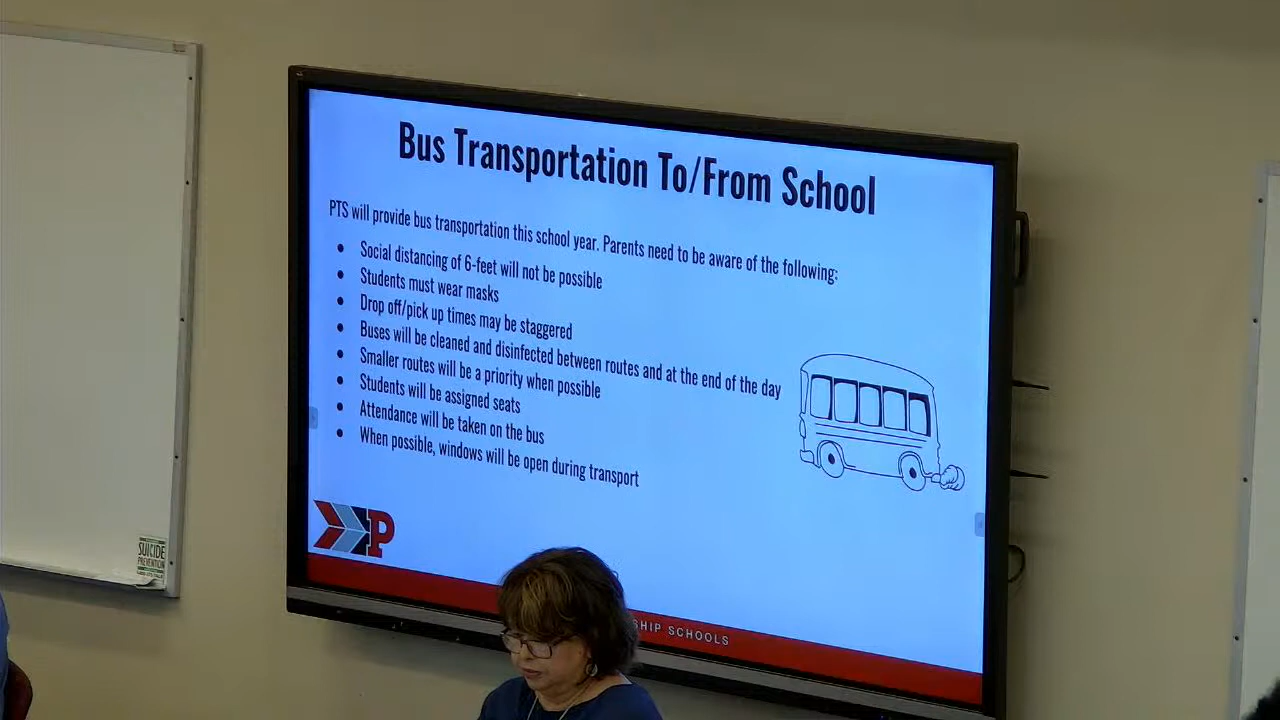 Bus Transportation To/From School
PTS will provide bus transportation this school year. Parents need to be aware of the following:
● Social distancing of 6-feet will not be possible
● Students must wear masks
● Drop off/pick up times may be staggered
● Buses will be cleaned and disinfected between routes and at the end of the day
● Smaller routes will be a priority when possible
● Students will be assigned seats
● Attendance will be taken on the bus
● When possible, windows will be open during transport
P
SHIP SCHOOLS
SUICIDE
PREVENTION